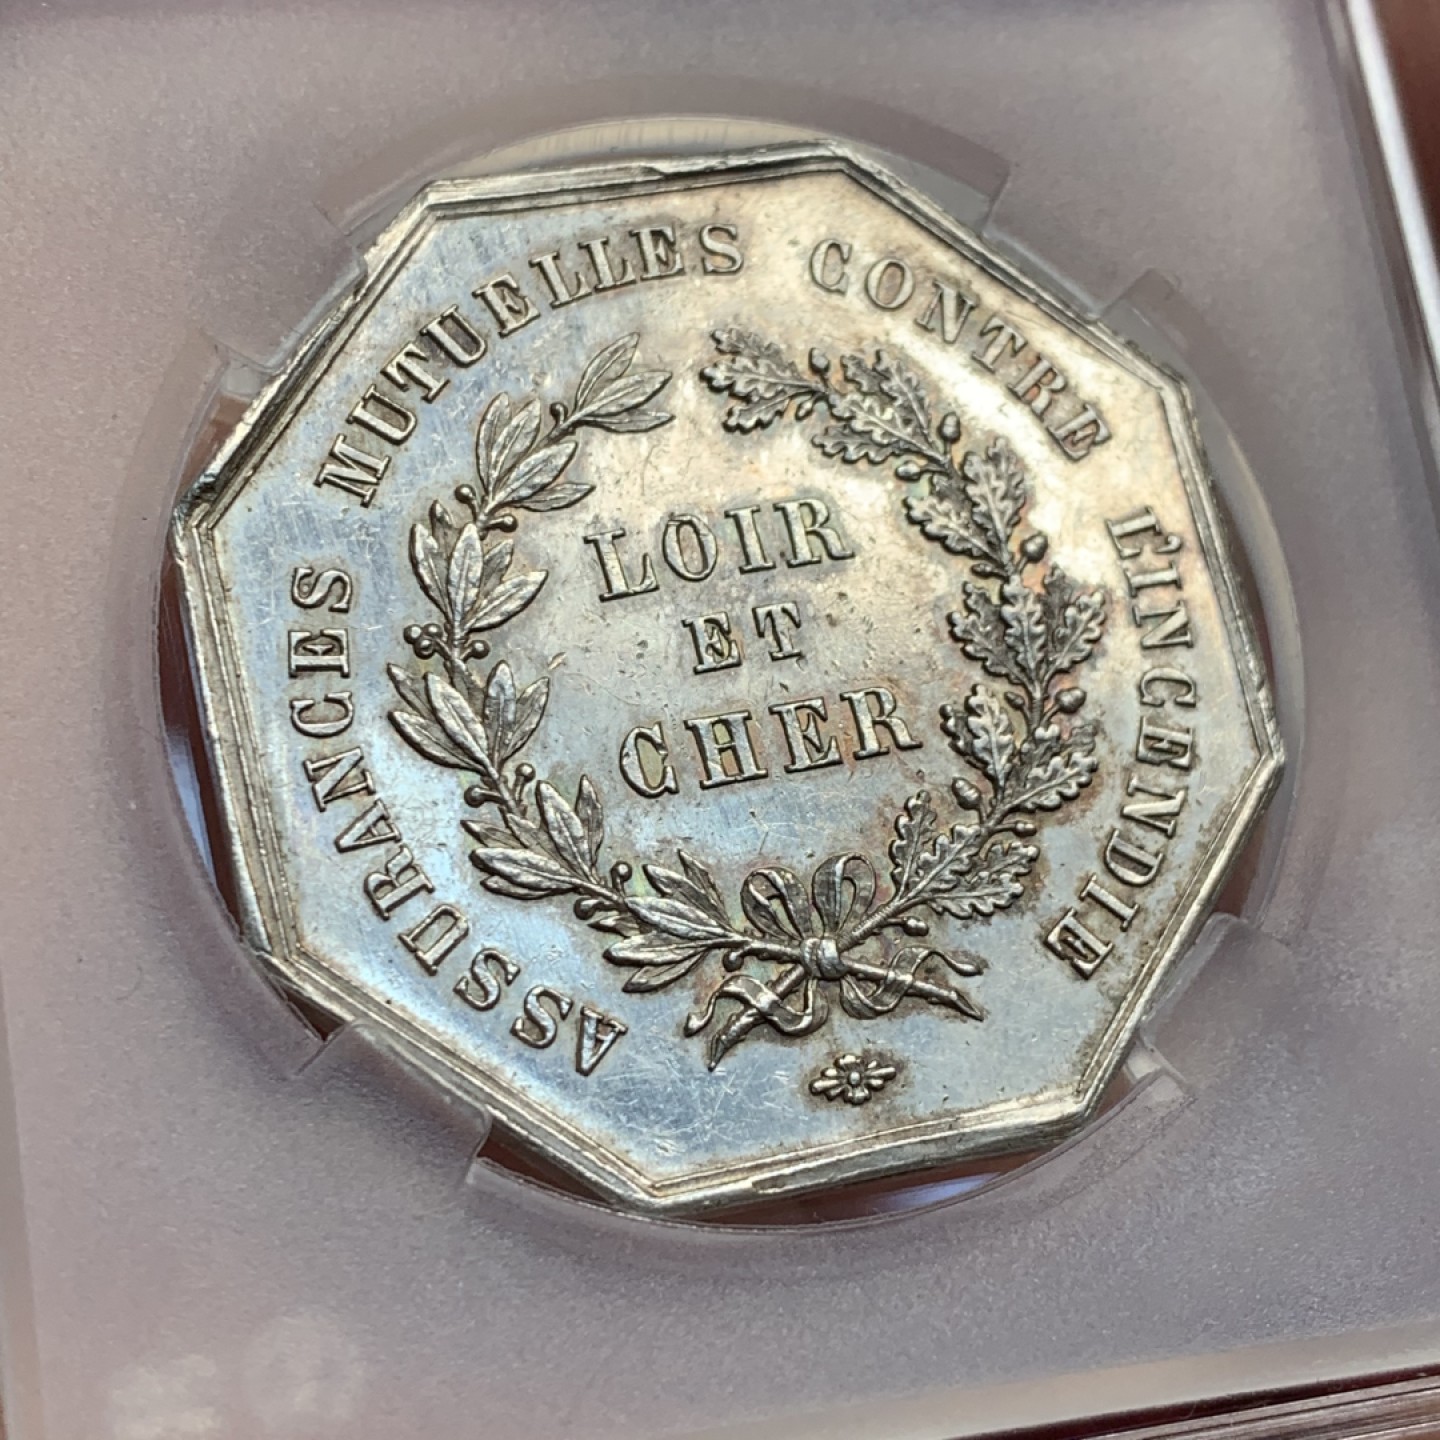 ASSURANCES MUTUELLES CONTRE L'INCENDIE
LOIR
ET
CHER